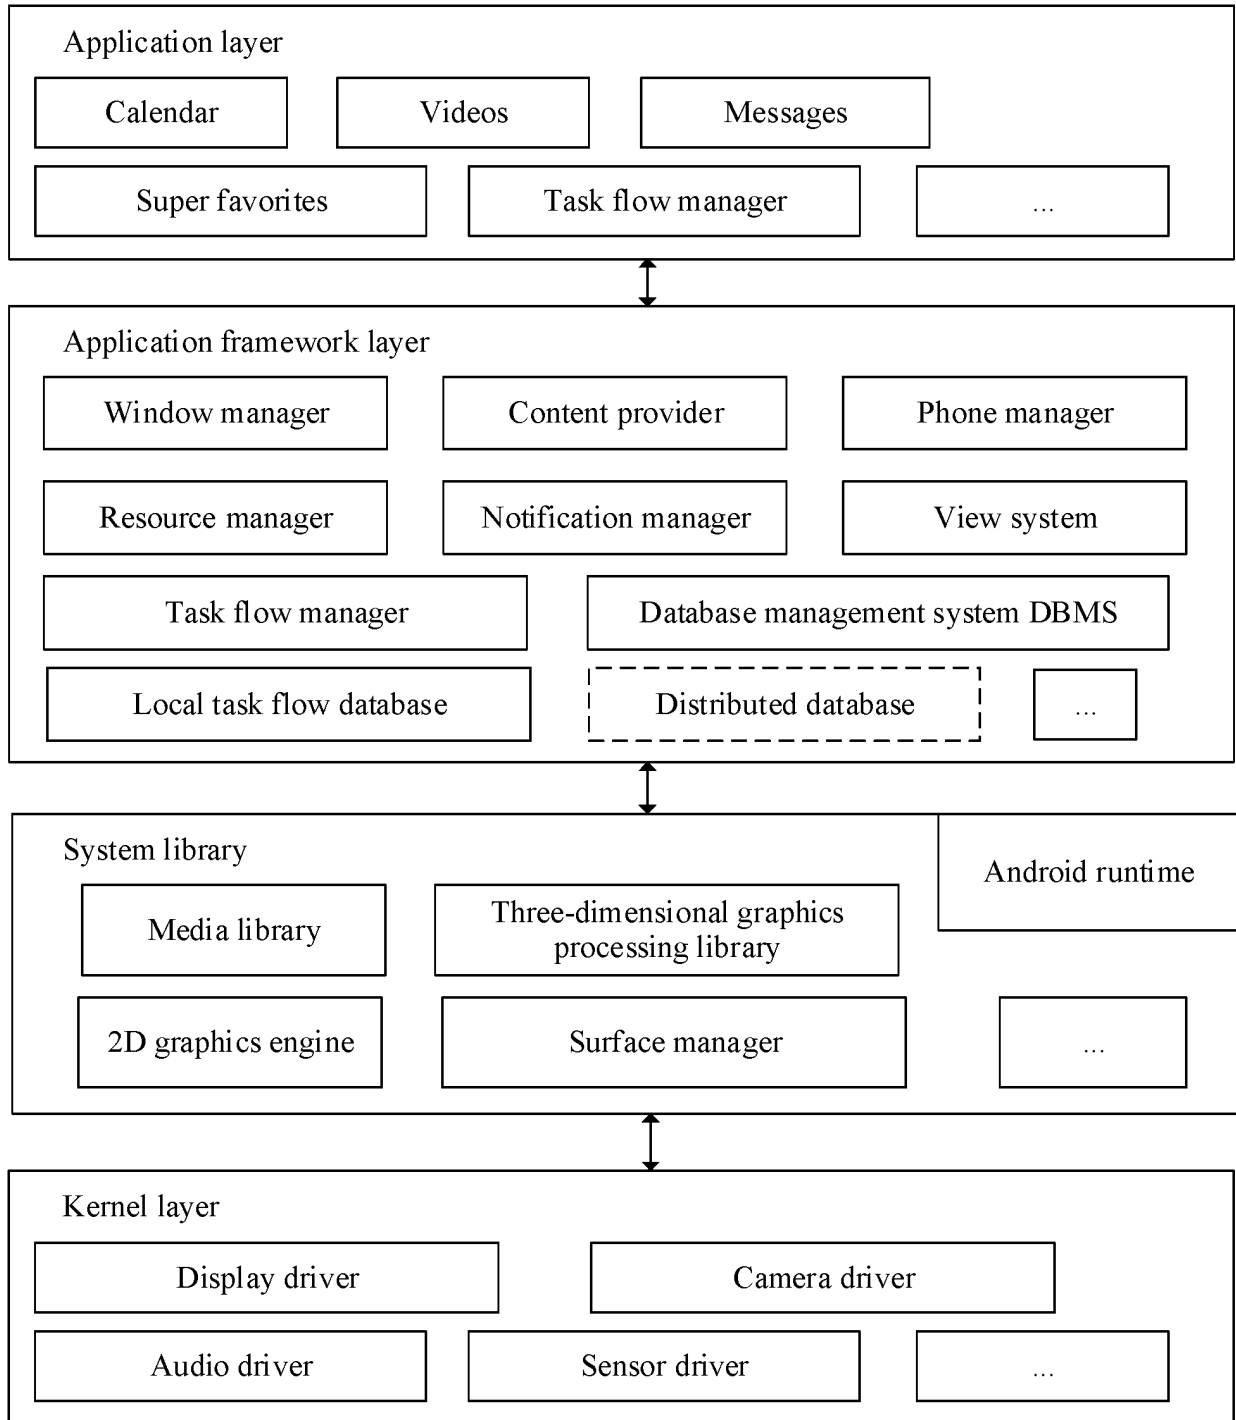 Application layer
Calendar
Videos
Messages
Super favorites
Task flow manager
...
Application framework layer
Window manager
Content provider
Phone manager
Resource manager
Notification manager
View system
Task flow manager
Database management system DBMS
Local task flow database
Distributed database
...
System library
Android runtime
Media library
Three-dimensional graphics
processing library
2D graphics engine
Surface manager
...
Kernel layer
Display driver
Camera driver
Audio driver
Sensor driver
...